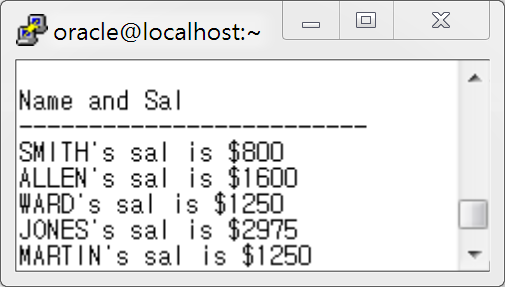 oracle@localhost:~
Name and Sal
-------------------------
SMITH's sal is $800
ALLEN's sal is $1600
WARD's sal is $1250
JONES's sal is $2975
MARTIN's sal is $1250